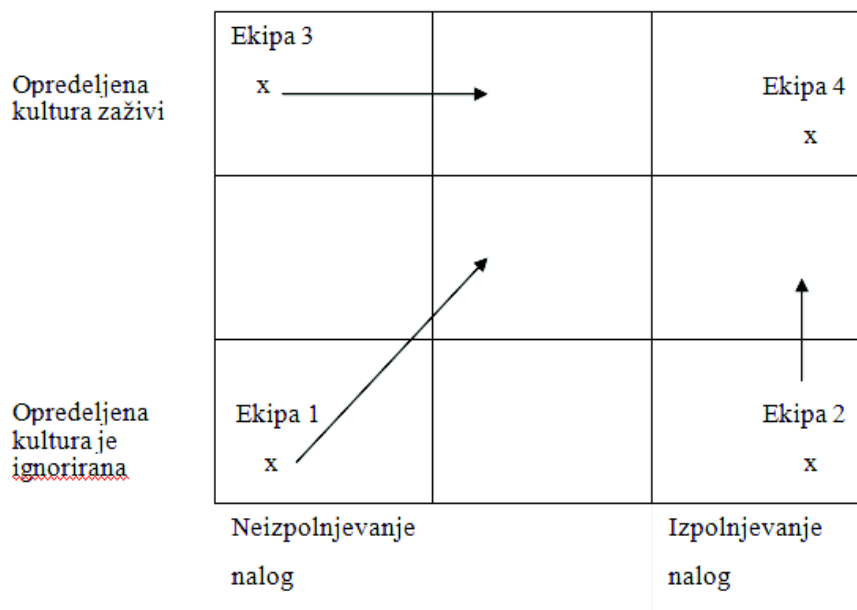 Ekipa 3
x
Opredeljena
kultura zaživi
Ekipa 4
x
Opredeljena
kultura je
ignorirana
Ekipa 1
x
Ekipa 2
x
Neizpolnjevanje
nalog
Izpolnjevanje
nalog